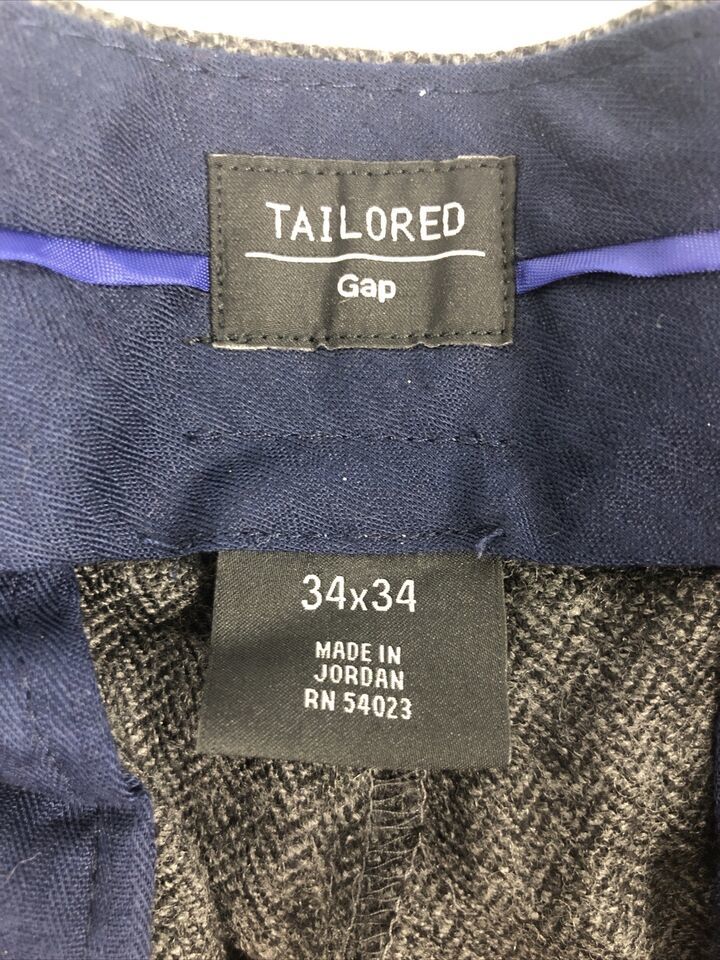 TAILORED
Gap
34x34
MADE IN
JORDAN
RN 54023